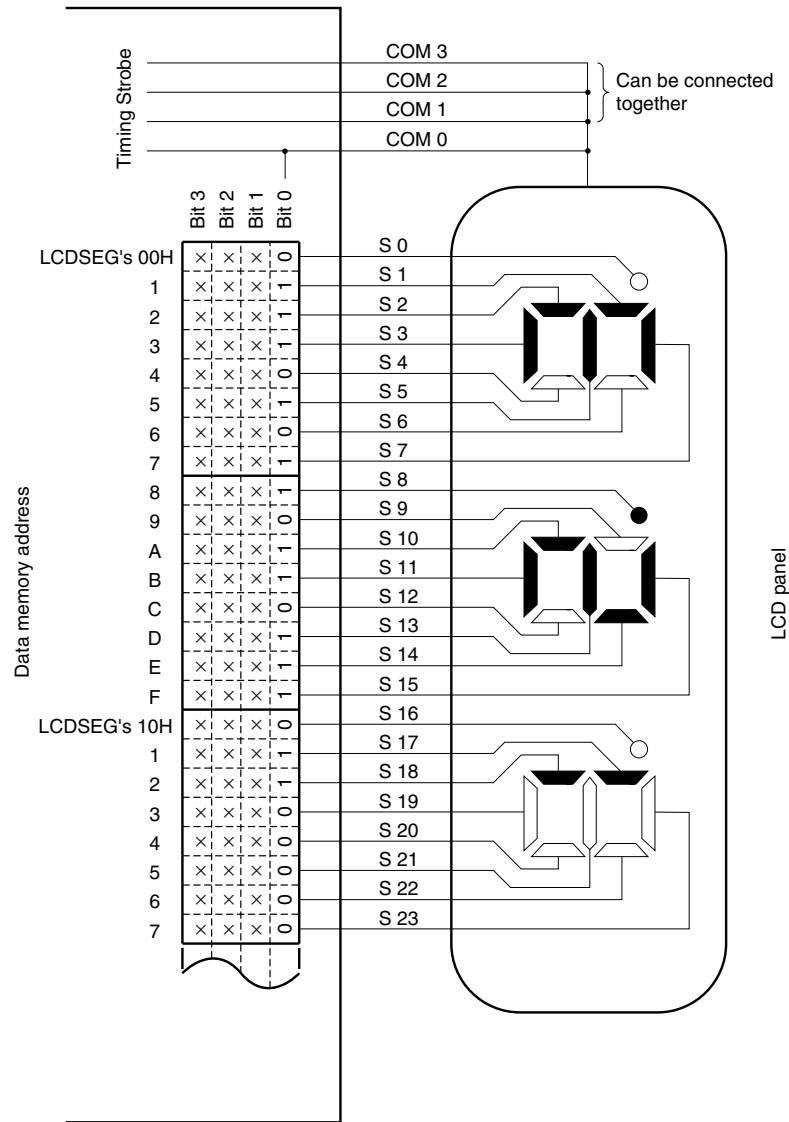 Timing Strobe
COM 3
COM 2
COM 1
COM 0
Can be connected
together
Bit 3
Bit 2
Bit 1
Bit 0
Data memory address
LCD panel
LCDSEG's 00H × × × 0 S 0
1 × × × 1 S 1
2 × × × 1 S 2
3 × × × 1 S 3
4 × × × 0 S 4
5 × × × 1 S 5
6 × × × 0 S 6
7 × × × 1 S 7
8 × × × 1 S 8
9 × × × 0 S 9
A × × × 1 S 10
B × × × 1 S 11
C × × × 0 S 12
D × × × 1 S 13
E × × × 1 S 14
F × × × 1 S 15
LCDSEG's 10H × × × 0 S 16
1 × × × 1 S 17
2 × × × 1 S 18
3 × × × 0 S 19
4 × × × 0 S 20
5 × × × 0 S 21
6 × × × 0 S 22
7 × × × 0 S 23